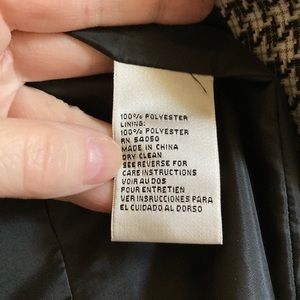 100% POLYESTER
LINING:
100% POLYESTER
RN 54050
MADE IN CHINA
DRY CLEAN
SEE REVERSE FOR
CARE INSTRUCTIONS
VOIR AU DOS
POUR ENTRETIEN
VER INSTRUCCIONES PARA
EL CUIDADO AL DORSO